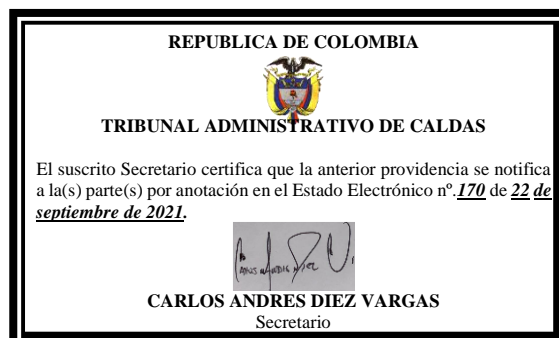 REPUBLICA DE COLOMBIA
TRIBUNAL ADMINISTRATIVO DE CALDAS
El suscrito Secretario certifica que la anterior providencia se notifica
a la(s) parte(s) por anotación en el Estado Electrónico nº.170 de 22 de
septiembre de 2021.
CARLOS ANDRES DIEZ VARGAS
Secretario